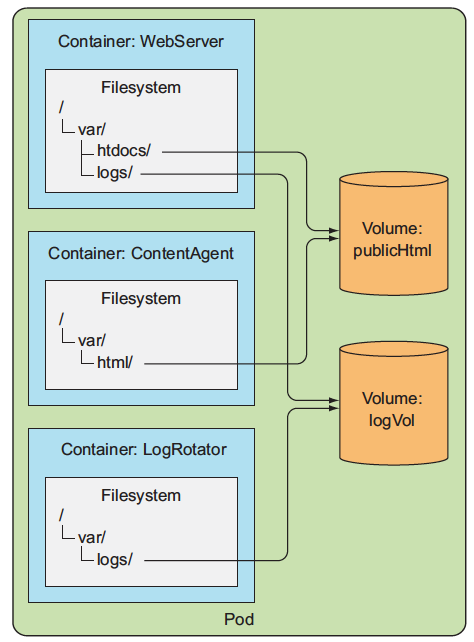 Container: WebServer
Filesystem
/
var/
htdocs/
logs/
Container: ContentAgent
Filesystem
/
var/
html/
Container: LogRotator
Filesystem
/
var/
logs/
Volume:
publicHtml
Volume:
logVol
Pod